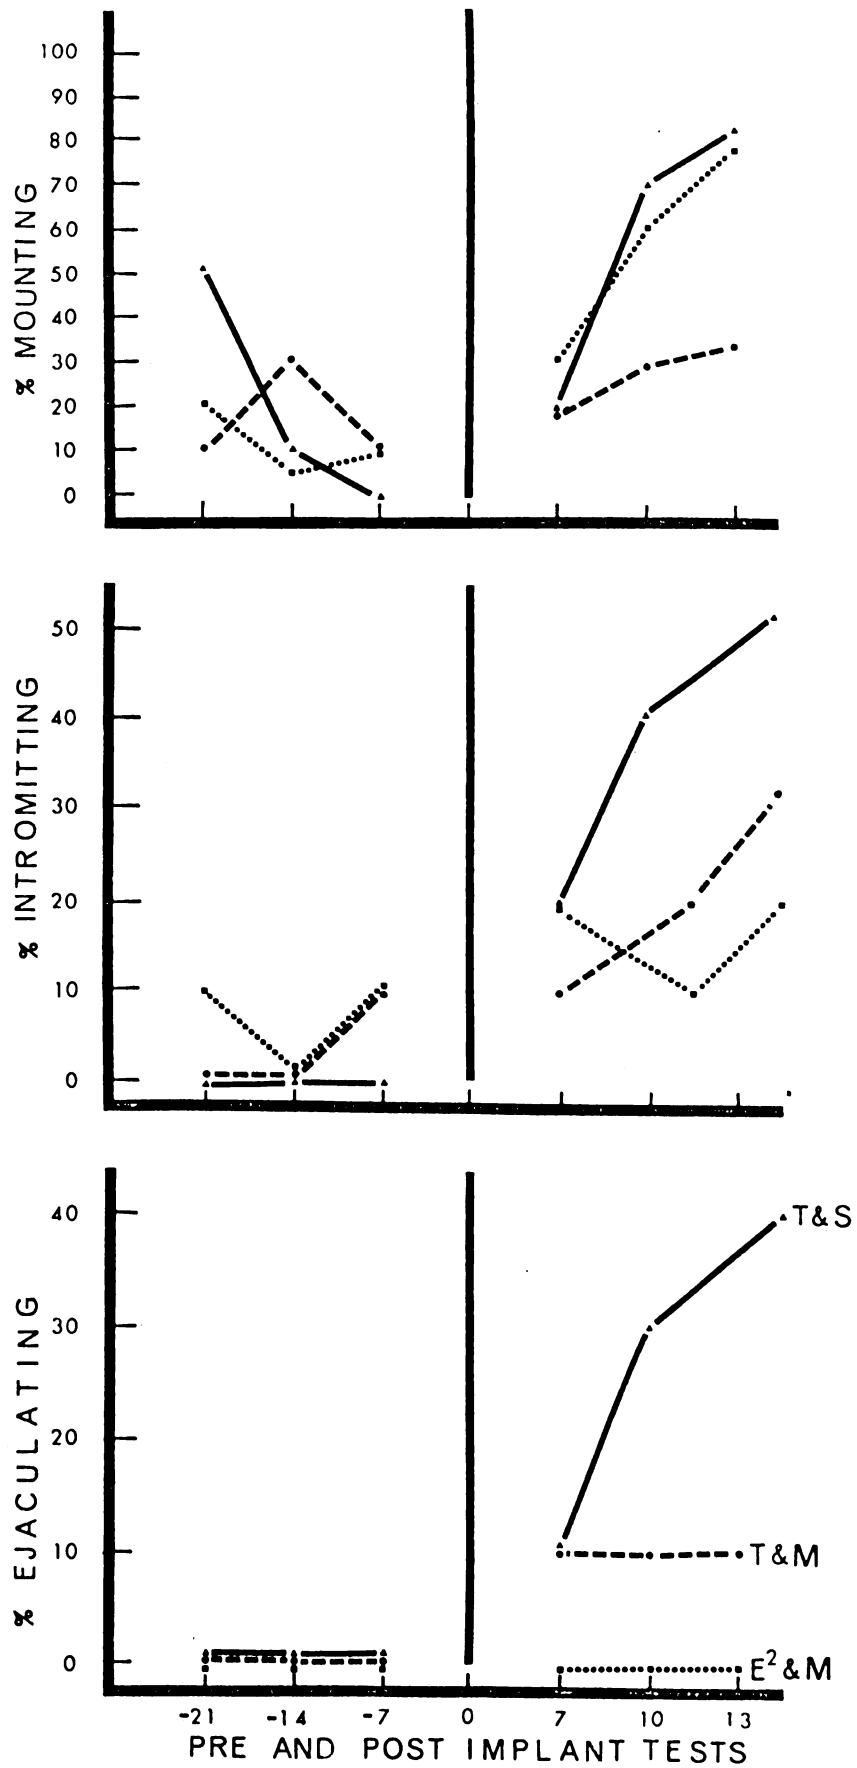 100
90
80
70
60
50
40
30
20
10
0
% MOUNTING
50
40
30
20
10
0
% INTROMITTING
40
30
20
10
0
% EJACULATING
T&S
T&M
E²&M
-21 -14 -7 0 7 10 13
PRE AND POST IMPLANT TESTS